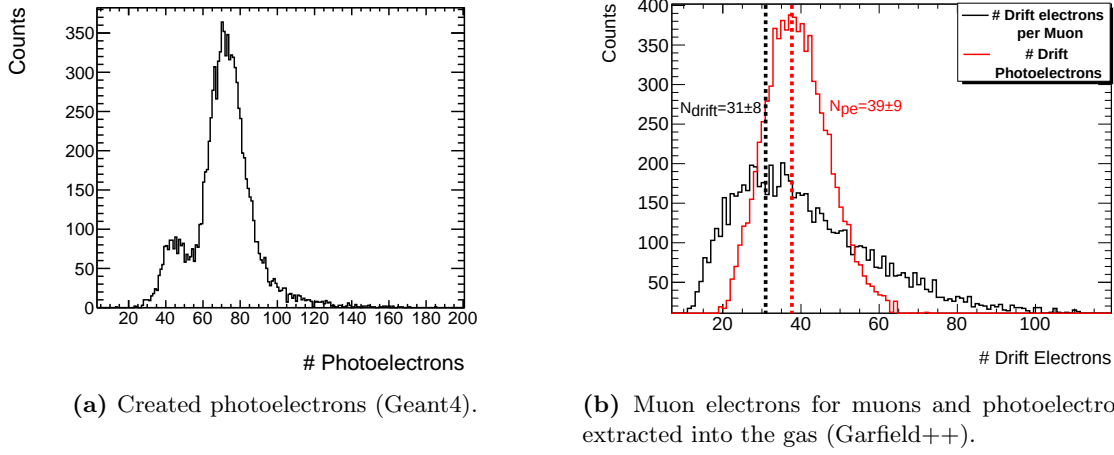 Counts
350
300
250
200
150
100
50
0
20 40 60 80 100 120 140 160 180 200
# Photoelectrons
(a) Created photoelectrons (Geant4).
Counts
400
350
300
250
200
150
100
50
# Drift electrons
per Muon
# Drift
Photoelectrons
Ndrift=31±8
Npe=39±9
20 40 60 80 100
# Drift Electrons
(b) Muon electrons for muons and photoelectro
extracted into the gas (Garfield++).